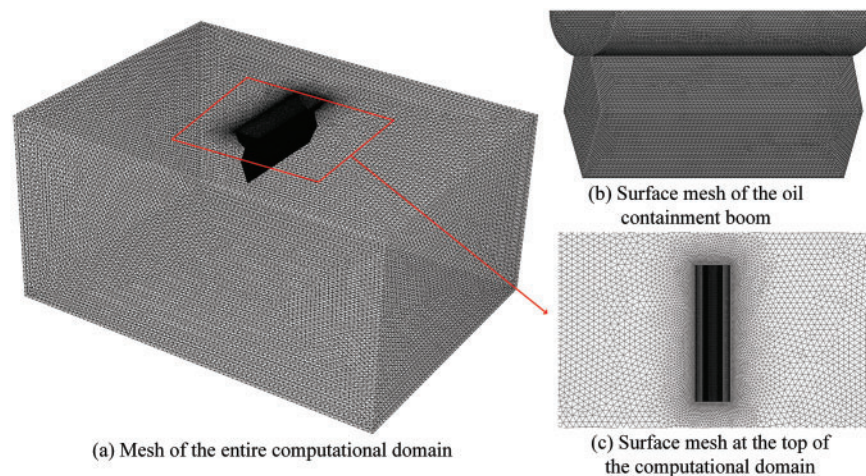 (a) Mesh of the entire computational domain
(b) Surface mesh of the oil
containment boom
(c) Surface mesh at the top of
the computational domain